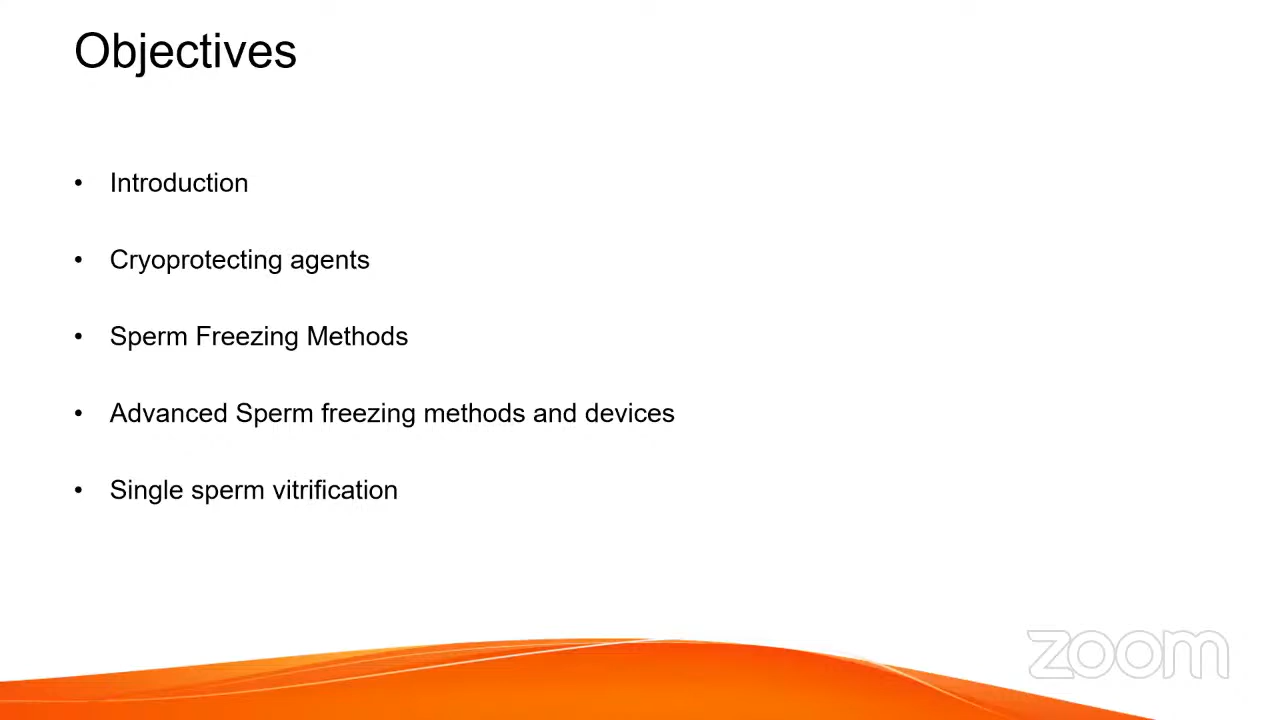 Objectives
• Introduction
• Cryoprotecting agents
• Sperm Freezing Methods
• Advanced Sperm freezing methods and devices
• Single sperm vitrification
zoom